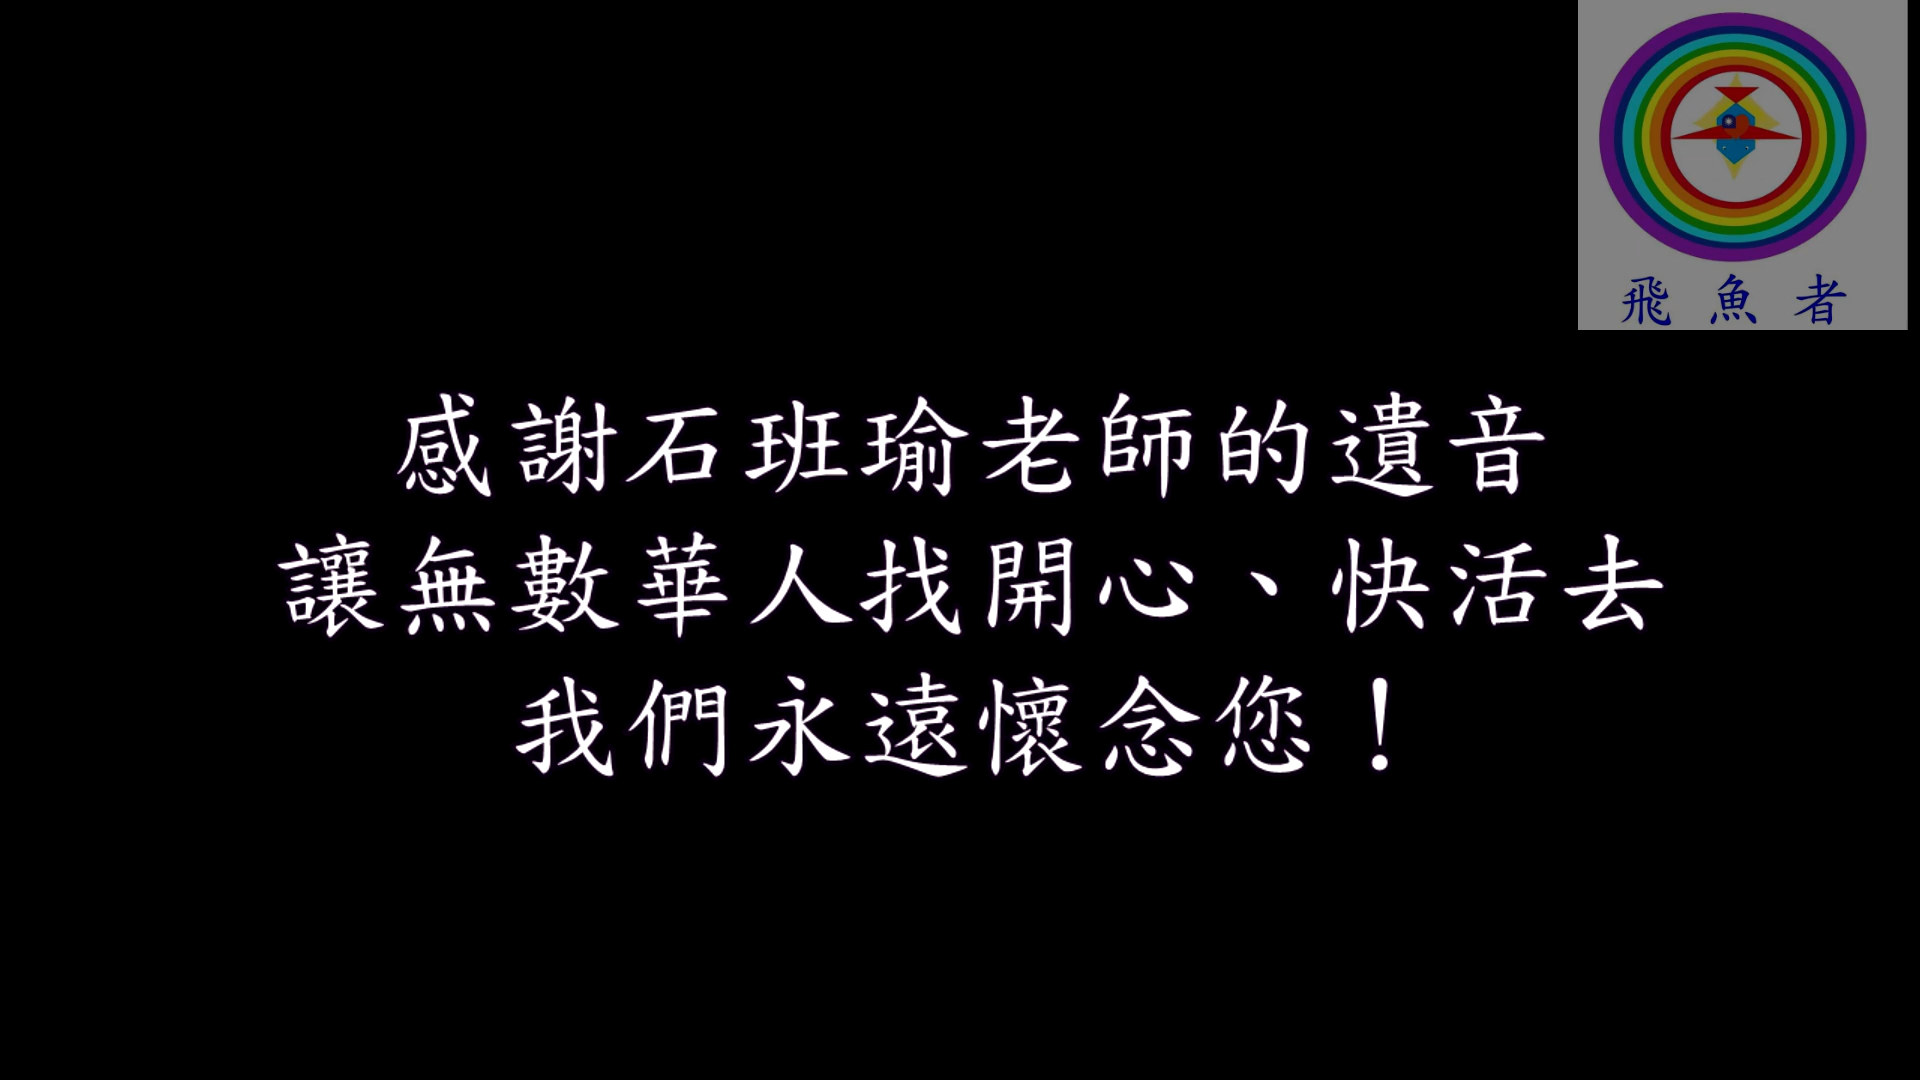 飛魚者
感謝石班瑜老師的遺音
讓無數華人找開心、快活去
我們永遠懷念您！